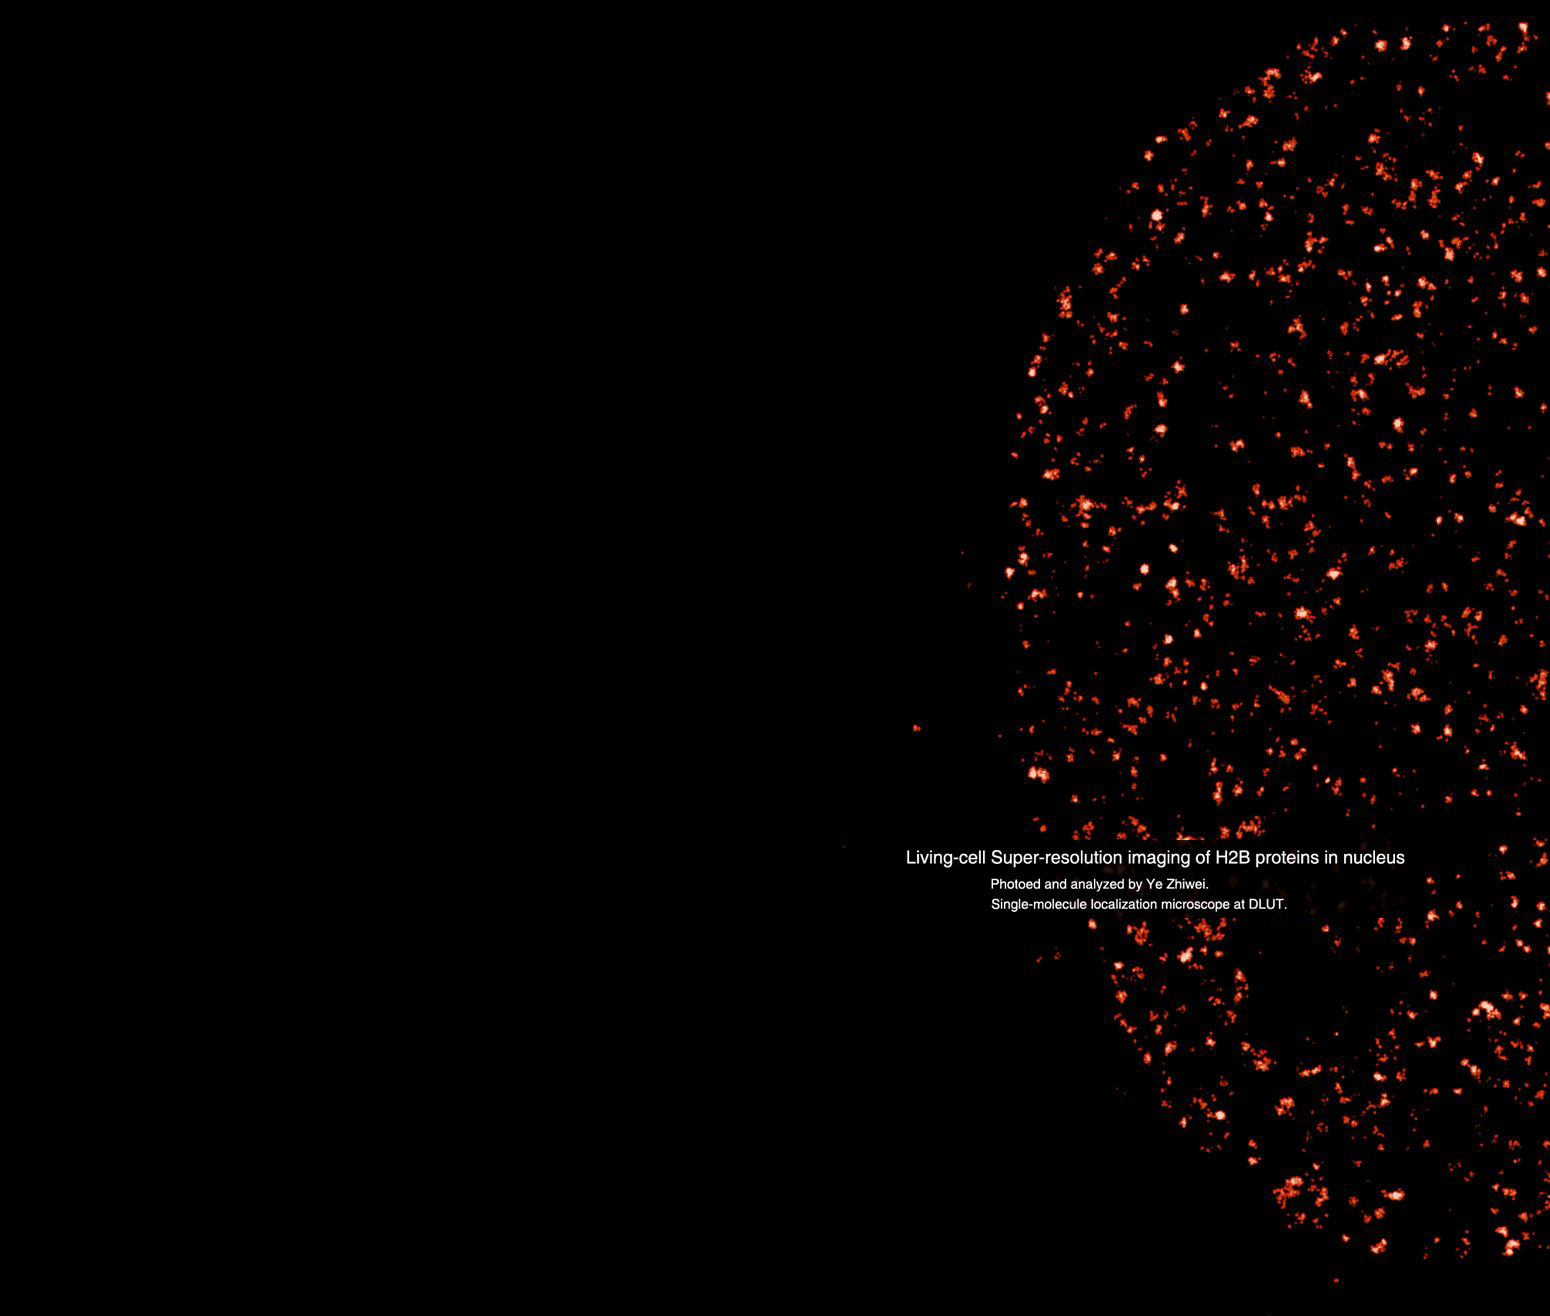 Living-cell Super-resolution imaging of H2B proteins in nucleus
Photoed and analyzed by Ye Zhiwei.
Single-molecule localization microscope at DLUT.